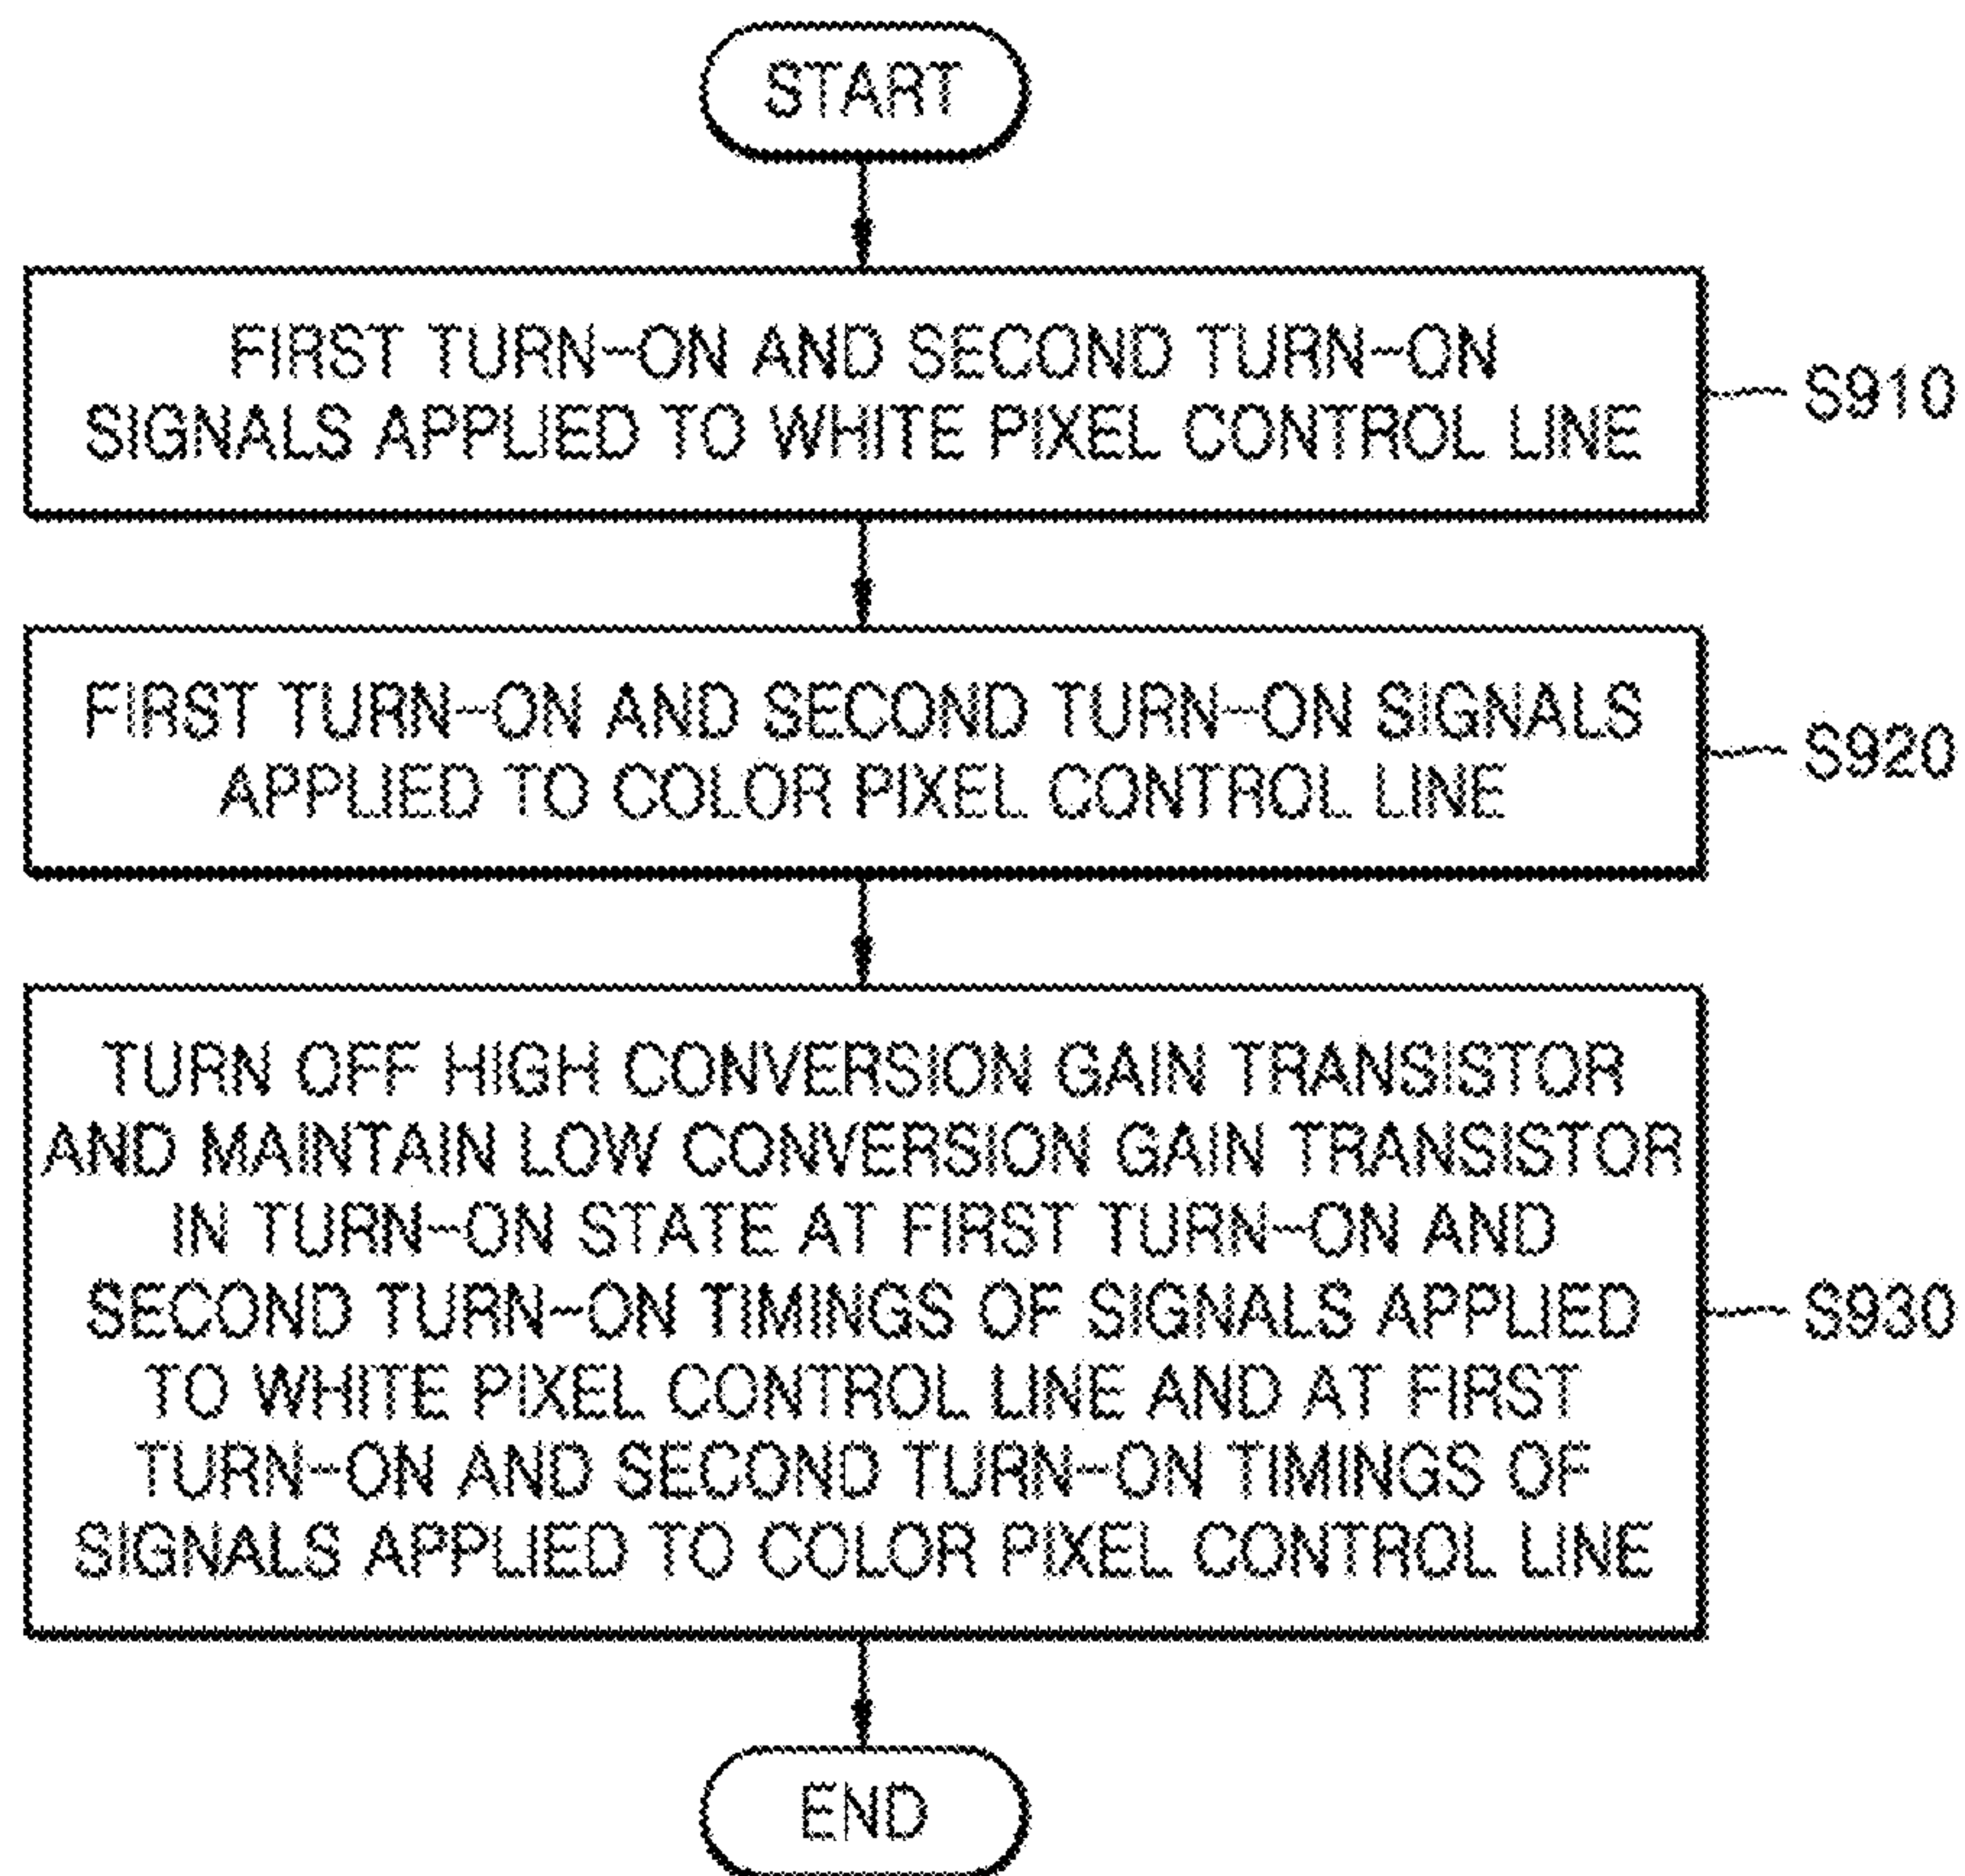 START
FIRST TURN-ON AND SECOND TURN-ON
SIGNALS APPLIED TO WHITE PIXEL CONTROL LINE
S910
FIRST TURN-ON AND SECOND TURN-ON SIGNALS
APPLIED TO COLOR PIXEL CONTROL LINE
S920
TURN OFF HIGH CONVERSION GAIN TRANSISTOR
AND MAINTAIN LOW CONVERSION GAIN TRANSISTOR
IN TURN-ON STATE AT FIRST TURN-ON AND
SECOND TURN-ON TIMINGS OF SIGNALS APPLIED
TO WHITE PIXEL CONTROL LINE AND AT FIRST
TURN-ON AND SECOND TURN-ON TIMINGS OF
SIGNALS APPLIED TO COLOR PIXEL CONTROL LINE
S930
END